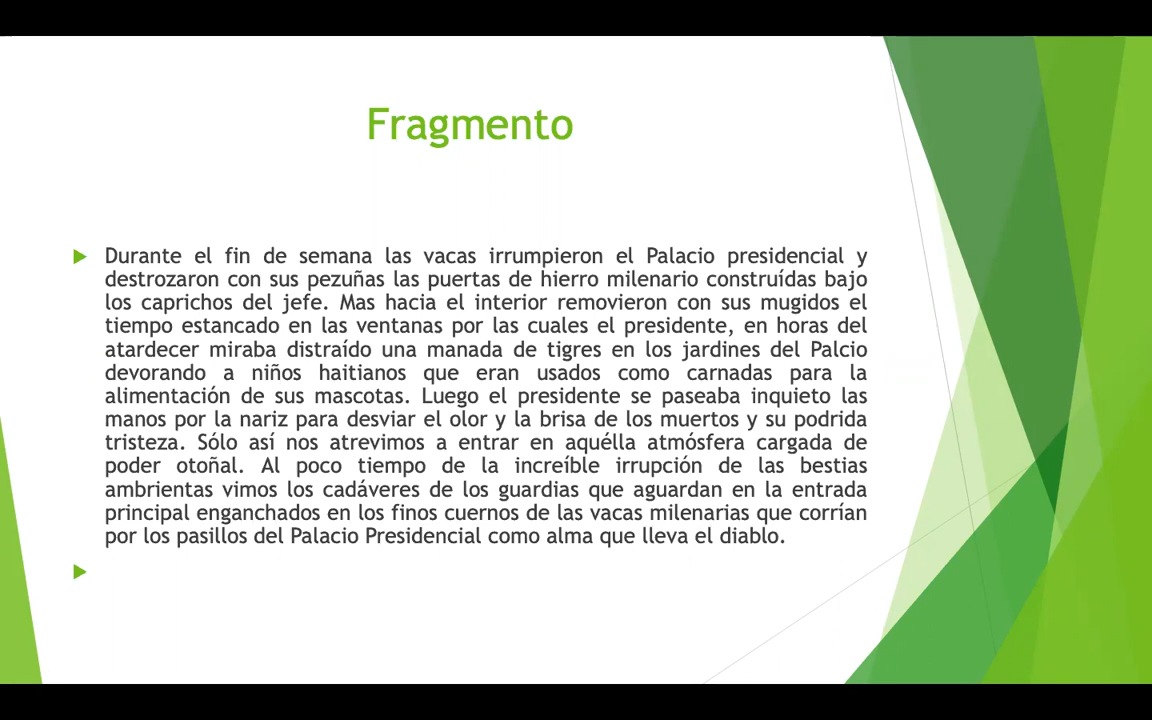 Fragmento
Durante el fin de semana las vacas irrumpieron el Palacio presidencial y
destrozaron con sus pezuñas las puertas de hierro milenario construídas bajo
los caprichos del jefe. Mas hacia el interior removieron con sus mugidos el
tiempo estancado en las ventanas por las cuales el presidente, en horas del
atardecer miraba distraído una manada de tigres en los jardines del Palcio
devorando a niños haitianos que eran usados como carnadas para la
alimentación de sus mascotas. Luego el presidente se paseaba inquieto las
manos por la nariz para desviar el olor y la brisa de los muertos y su podrida
tristeza. Sólo así nos atrevimos a entrar en aquélla atmósfera cargada de
poder otoñal. Al poco tiempo de la increíble irrupción de las bestias
ambrientas vimos los cadáveres de los guardias que aguardan en la entrada
principal enganchados en los finos cuernos de las vacas milenarias que corrían
por los pasillos del Palacio Presidencial como alma que lleva el diablo.